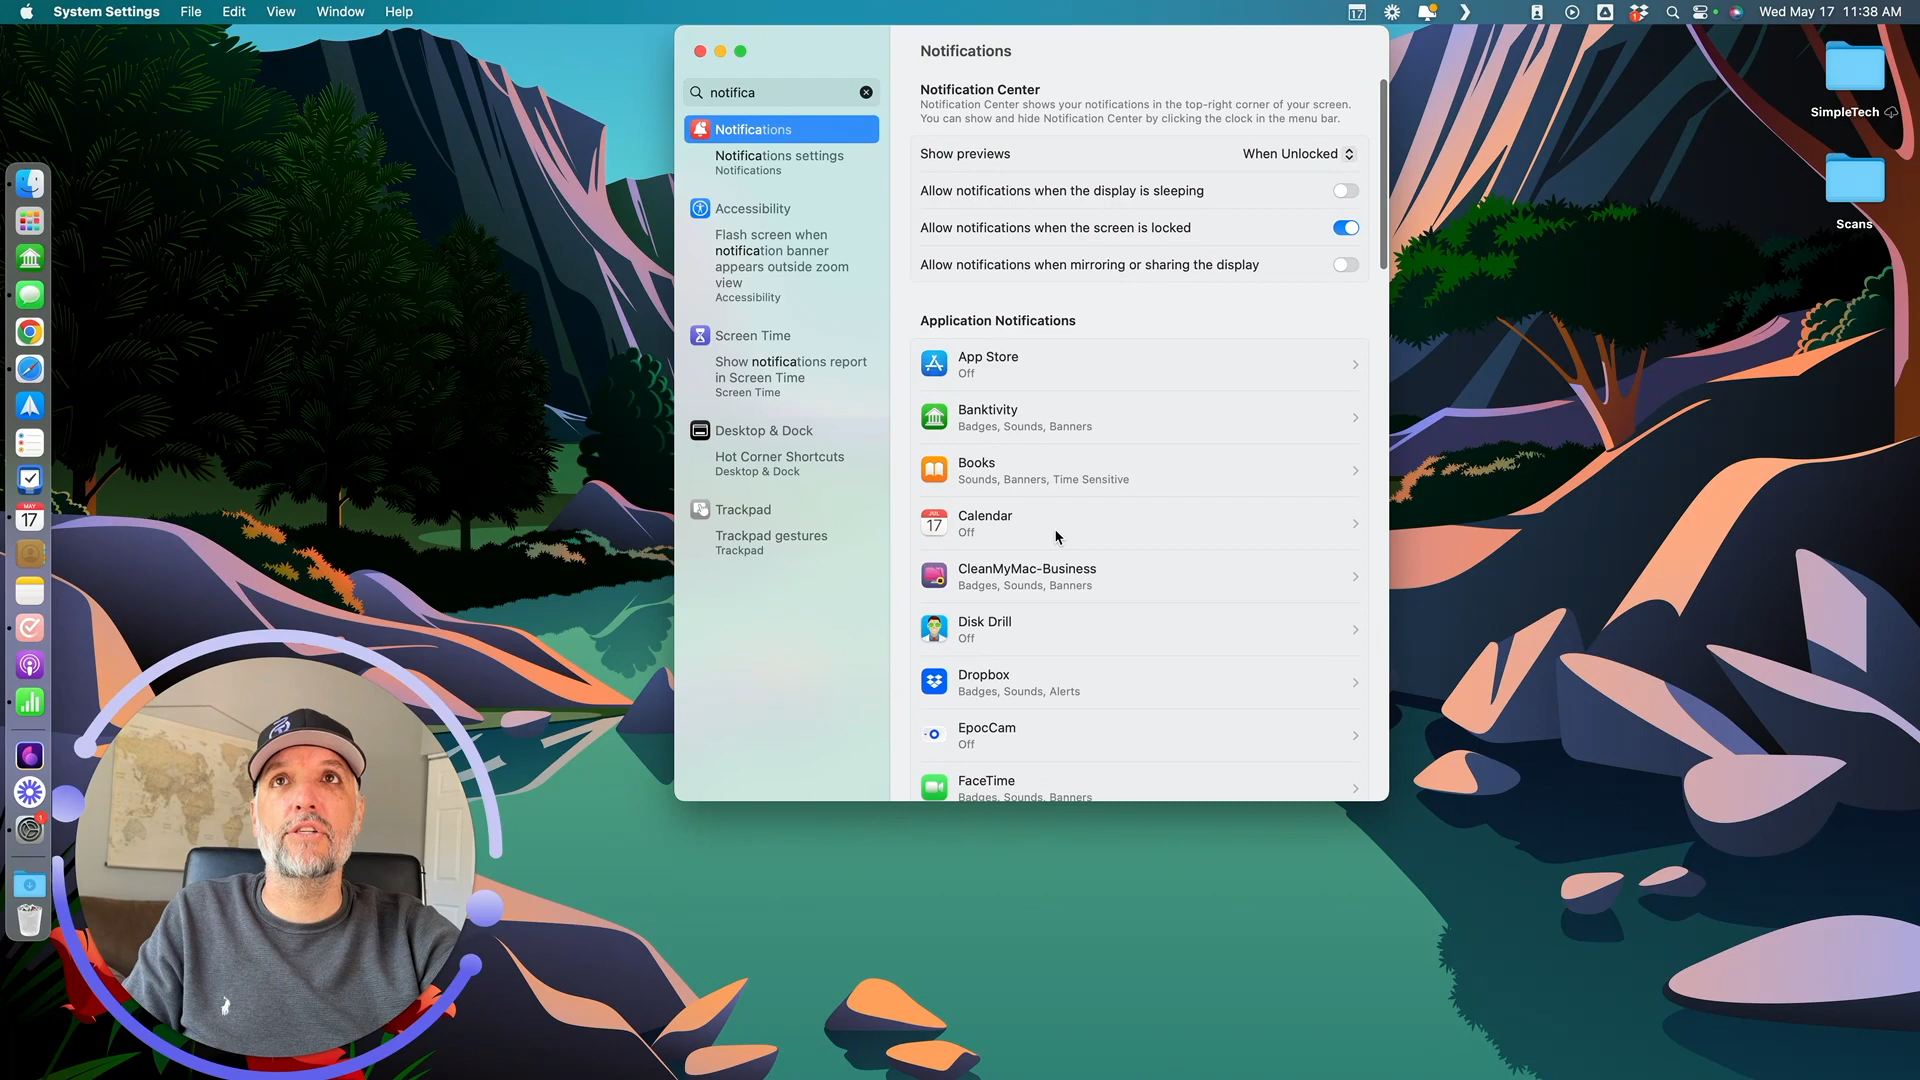 System Settings File Edit View Window Help
17
Wed May 17 11:38 AM
notifica
Notifications
Notifications settings
Notifications
Accessibility
Flash screen when
notification banner
appears outside zoom
view
Accessibility
Screen Time
Show notifications report
in Screen Time
Screen Time
Desktop & Dock
Hot Corner Shortcuts
Desktop & Dock
Trackpad
Trackpad gestures
Trackpad
Notifications
Notification Center
Notification Center shows your notifications in the top-right corner of your screen.
You can show and hide Notification Center by clicking the clock in the menu bar.
Show previews When Unlocked
Allow notifications when the display is sleeping
Allow notifications when the screen is locked
Allow notifications when mirroring or sharing the display
Application Notifications
App Store
Off
Banktivity
Badges, Sounds, Banners
Books
Sounds, Banners, Time Sensitive
JUL
17
Calendar
Off
CleanMyMac-Business
Badges, Sounds, Banners
Disk Drill
Off
Dropbox
Badges, Sounds, Alerts
EpocCam
Off
FaceTime
Badges, Sounds, Banners
SimpleTech
Scans
MAY
17
1
1